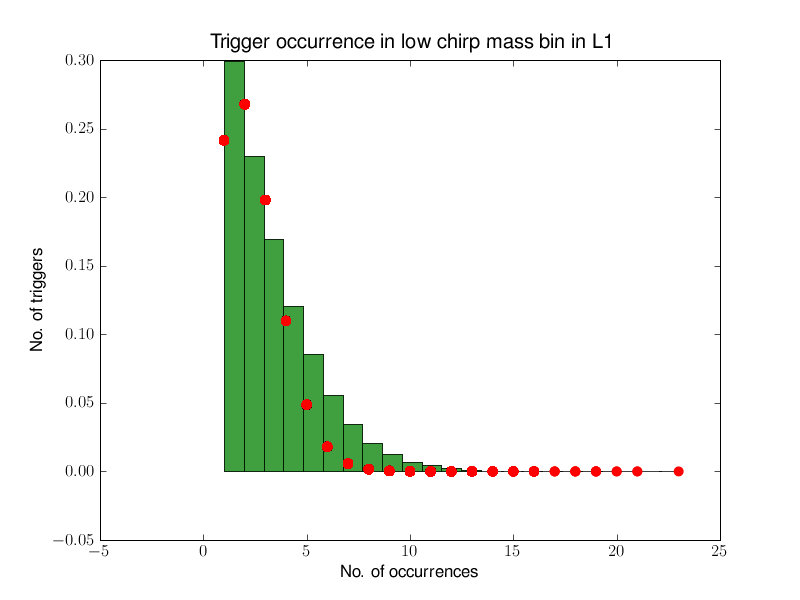 Trigger occurrence in low chirp mass bin in L1
No. of triggers
0.30
0.25
0.20
0.15
0.10
0.05
0.00
−0.05
−5 0 5 10 15 20 25
No. of occurrences